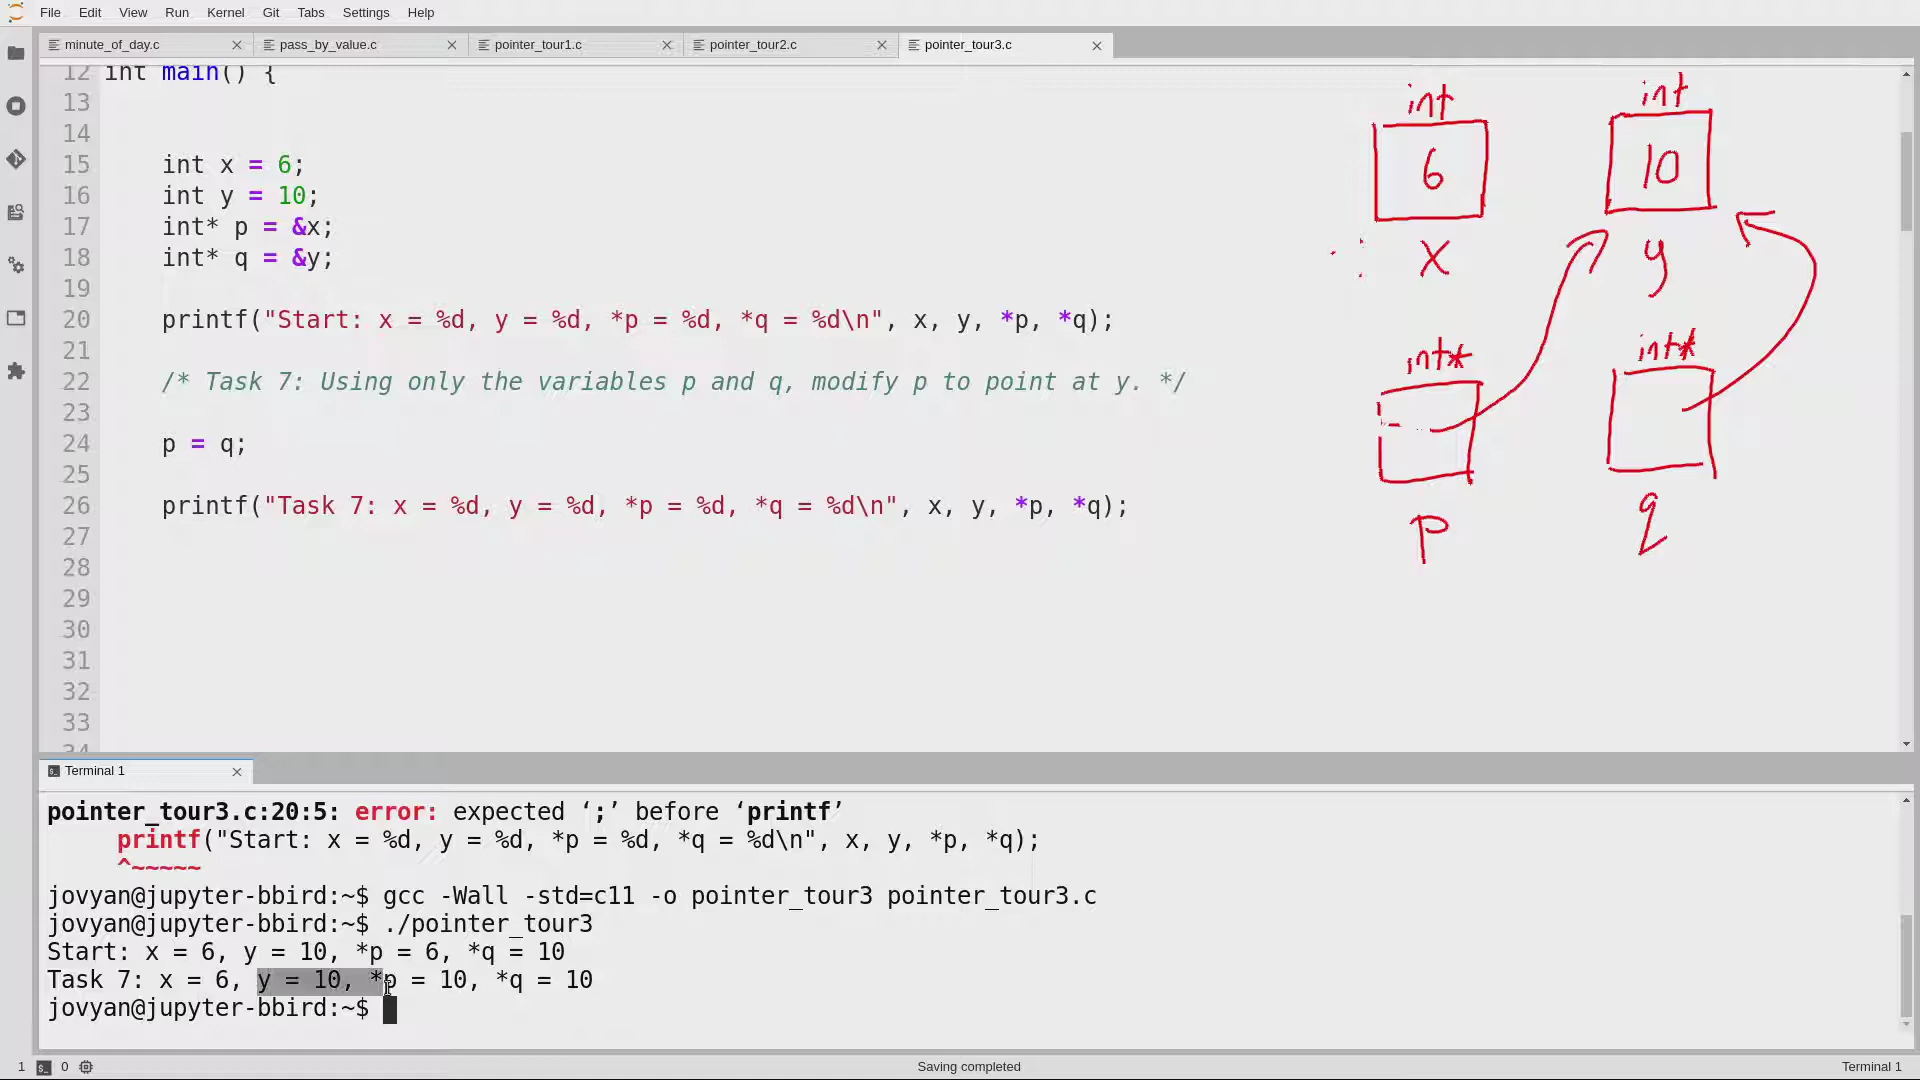 File Edit View Run Kernel Git Tabs Settings Help
minute_of_day.c pass_by_value.c pointer_tour1.c pointer_tour2.c pointer_tour3.c
12 int main() {
13
14
15 int x = 6;
16 int y = 10;
17 int* p = &x;
18 int* q = &y;
19
20 printf("Start: x = %d, y = %d, *p = %d, *q = %d\n", x, y, *p, *q);
21
22 /* Task 7: Using only the variables p and q, modify p to point at y. */
23
24 p = q;
25
26 printf("Task 7: x = %d, y = %d, *p = %d, *q = %d\n", x, y, *p, *q);
27
28
29
30
31
32
33
34
int int
6 10
x y
int* int*
p q
Terminal 1
pointer_tour3.c:20:5: error: expected ‘;’ before ‘printf’
printf("Start: x = %d, y = %d, *p = %d, *q = %d\n", x, y, *p, *q);
^~~~~~
jovyan@jupyter-bbird:~$ gcc -Wall -std=c11 -o pointer_tour3 pointer_tour3.c
jovyan@jupyter-bbird:~$ ./pointer_tour3
Start: x = 6, y = 10, *p = 6, *q = 10
Task 7: x = 6, y = 10, *p = 10, *q = 10
jovyan@jupyter-bbird:~$
1 0 Saving completed Terminal 1